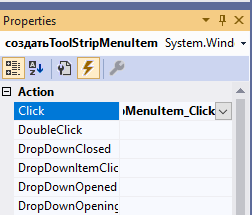 Properties
создатьToolStripMenuItem System.Wind
Action
Click MenuItem_Click
DoubleClick
DropDownClosed
DropDownItemClic
DropDownOpened
DropDownOpening